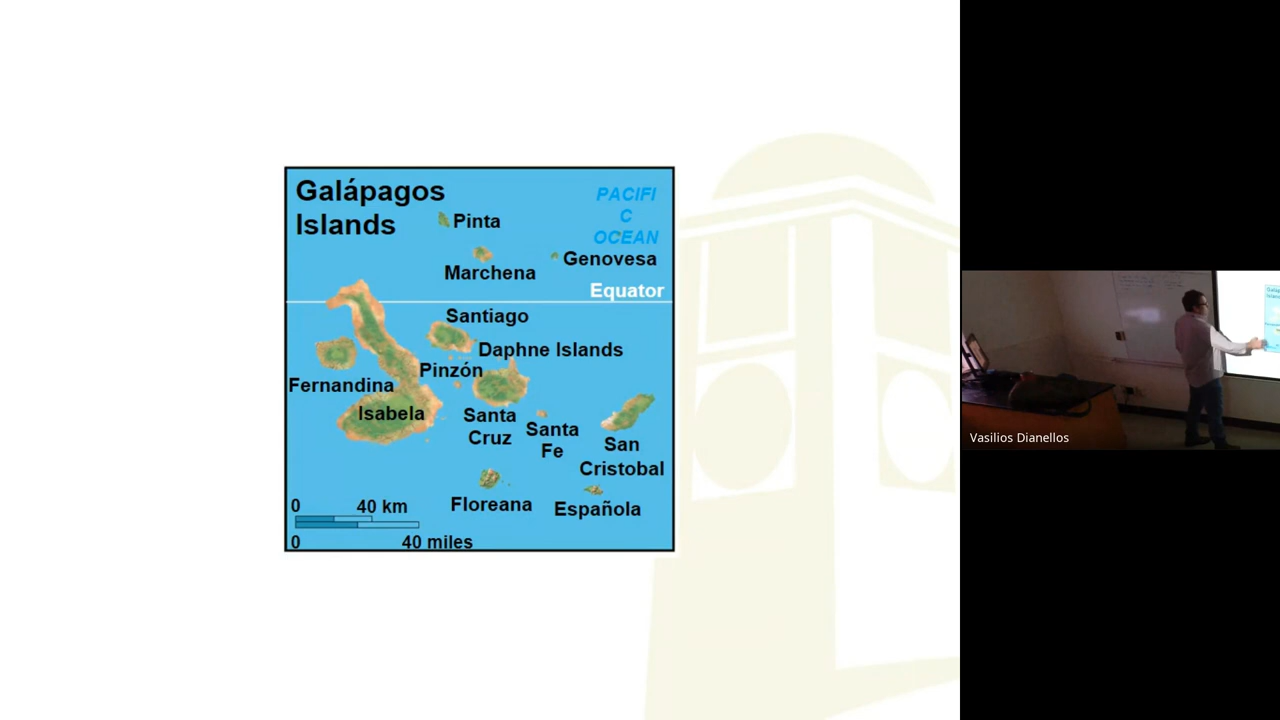 Galápagos
Islands
PACIFI
C
OCEAN
Pinta
Genovesa
Marchena
Equator
Santiago
Daphne Islands
Pinzón
Fernandina
Isabela
Santa
Cruz
Santa
Fe
San
Cristobal
Floreana
Española
0 40 km
0 40 miles
Vasilios Dianellos